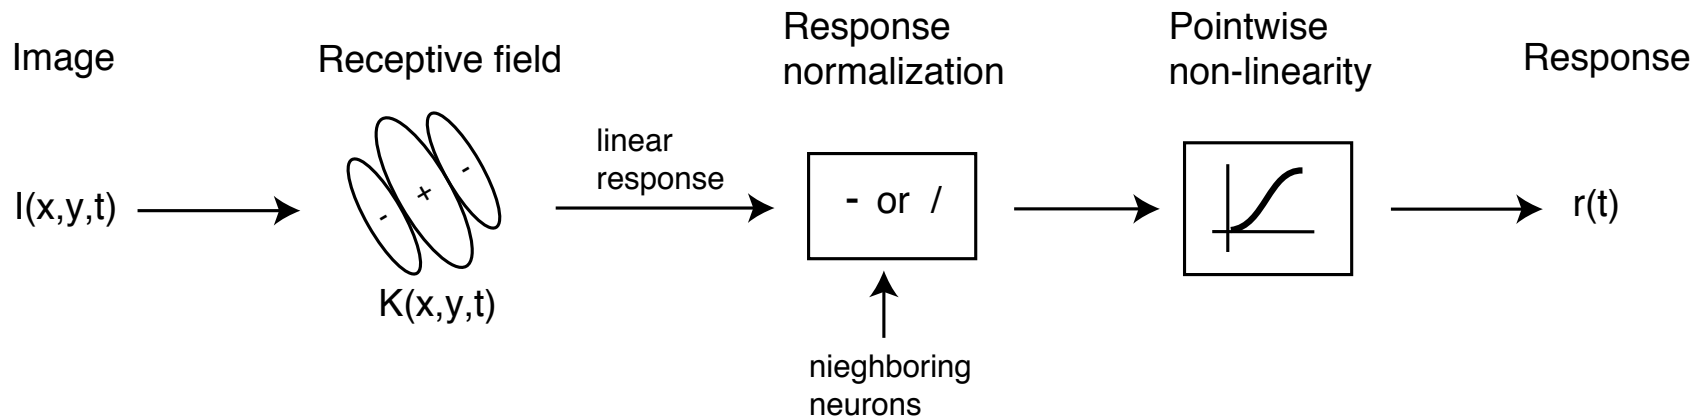 Image
Receptive field
Response
normalization
Pointwise
non-linearity
Response
I(x,y,t)
- + -
K(x,y,t)
linear
response
- or /
nieghboring
neurons
r(t)